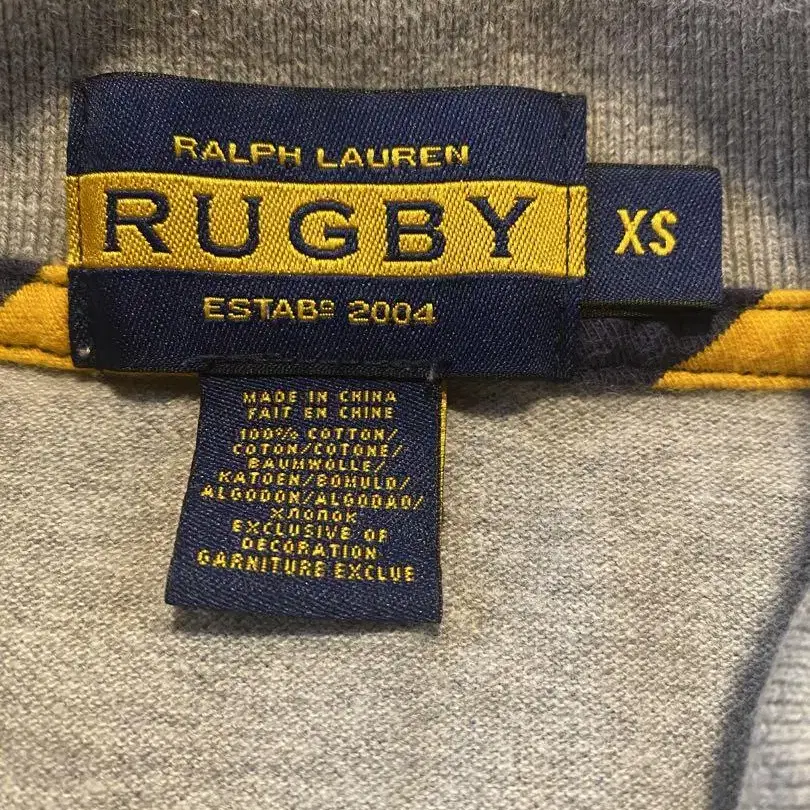 RALPH LAUREN
RUGBY
XS
ESTABᴰ 2004
MADE IN CHINA
FAIT EN CHINE
100% COTTON/
COTON/COTONE/
BAUMWOLLE/
KATOEN/BOMULD/
ALGODON/ALGODAO/
ХЛОПОК
EXCLUSIVE OF
DECORATION
GARNITURE EXCLUE